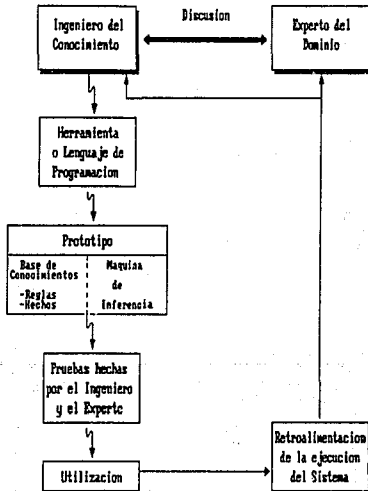 Ingeniero del
Conocimiento
Discusion
Experto del
Dominio
Herramienta
o Lenguaje de
Programacion
Prototipo
Base de
Conocimientos
-Reglas
-Hechos
Maquina
de
Inferencia
Pruebas hechas
por el Ingeniero
y el Experto
Utilizacion
Retroalimentacion
de la ejecucion
del Sistema